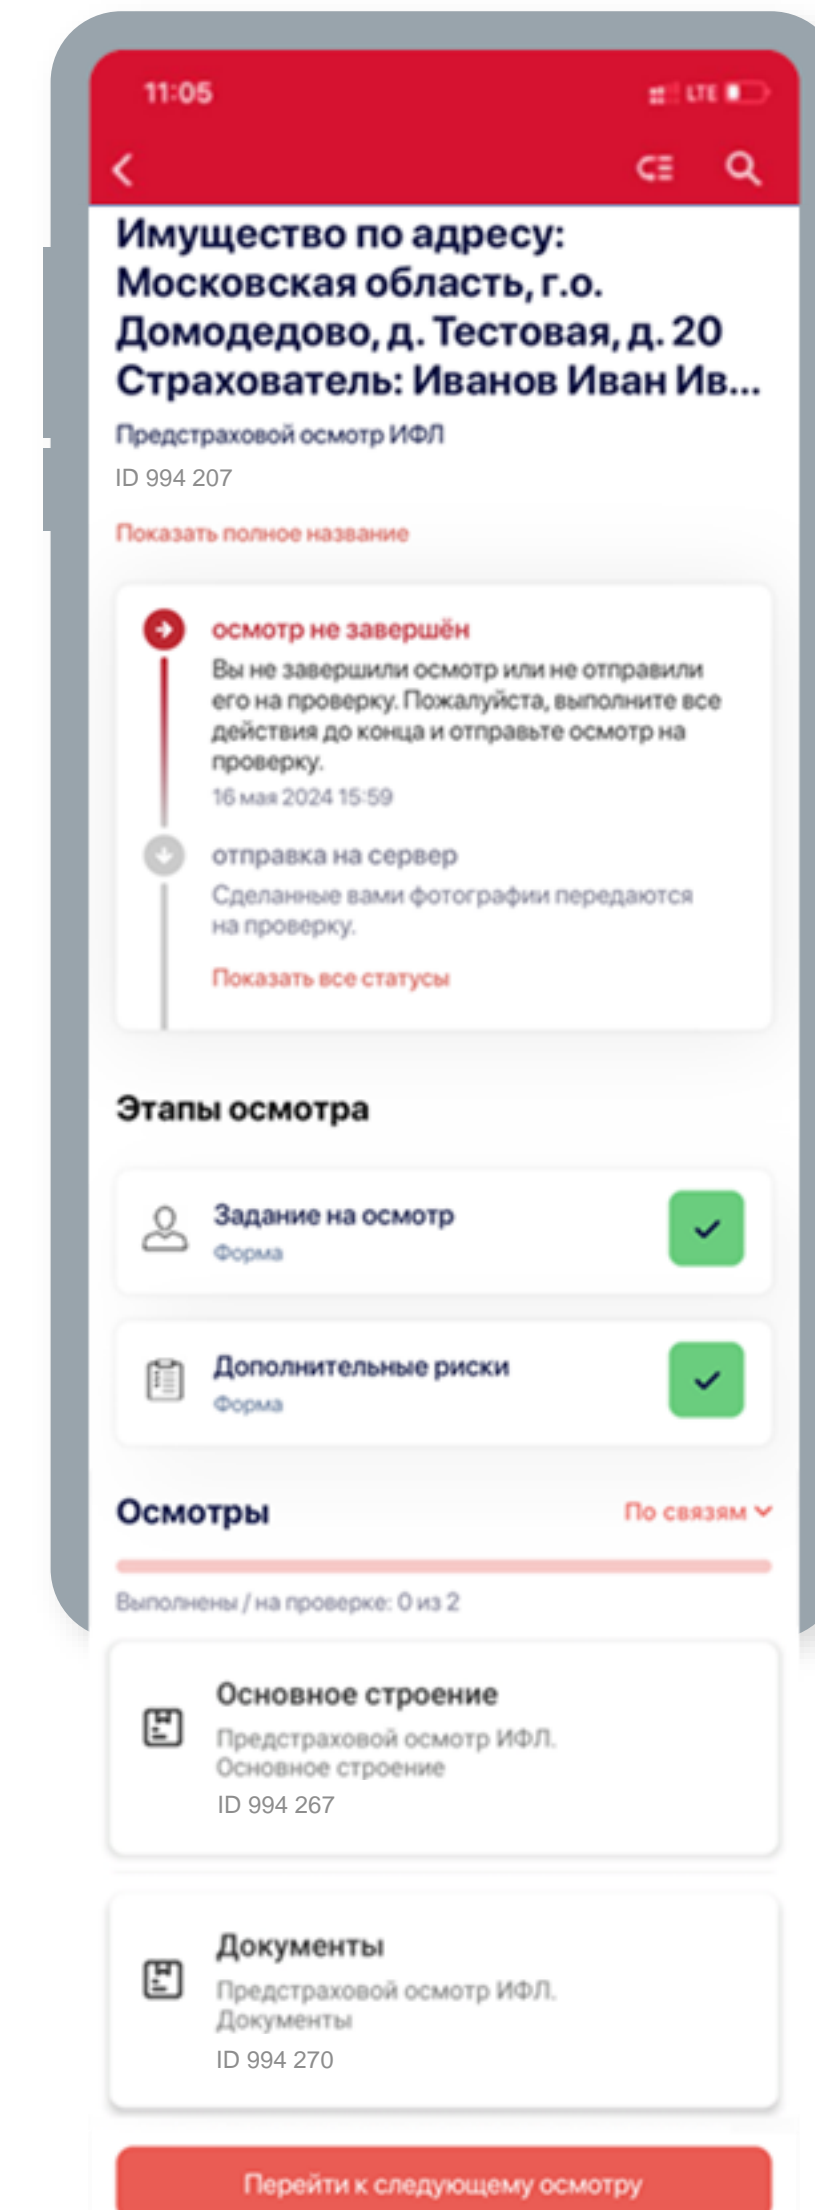 11:05
LTE
Имущество по адресу:
Московская область, г.о.
Домодедово, д. Тестовая, д. 20
Страхователь: Иванов Иван Ив...
Предстраховой осмотр ИФЛ
ID 994 207
Показать полное название
осмотр не завершён
Вы не завершили осмотр или не отправили
его на проверку. Пожалуйста, выполните все
действия до конца и отправьте осмотр на
проверку.
16 мая 2024 15:59
отправка на сервер
Сделанные вами фотографии передаются
на проверку.
Показать все статусы
Этапы осмотра
Задание на осмотр
Форма
Дополнительные риски
Форма
Осмотры
По связям
Выполнены / на проверке: 0 из 2
Основное строение
Предстраховой осмотр ИФЛ.
Основное строение
ID 994 267
Документы
Предстраховой осмотр ИФЛ.
Документы
ID 994 270
Перейти к следующему осмотру